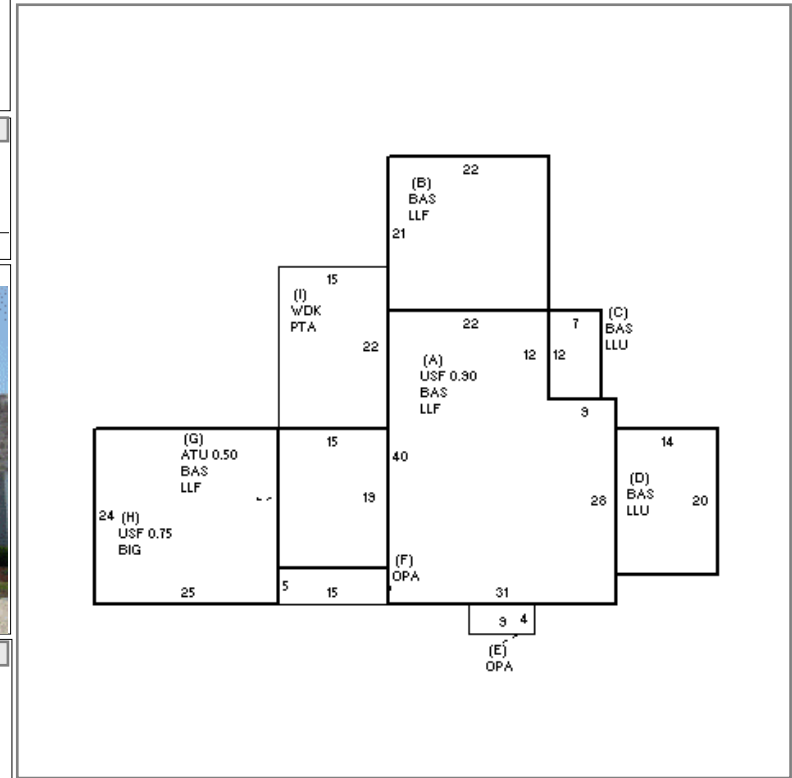 22
(B)
BAS
LLF
21
15
(I)
WDK
PTA
22
22
7
(C)
BAS
LLU
12
12
(A)
USF 0.90
BAS
LLF
9
(G)
ATU 0.50
BAS
LLF
15
40
14
19
28
(D)
BAS
LLU
20
24
(H)
USF 0.75
BIG
(F)
OPA
25
5
15
31
9
4
(E)
OPA